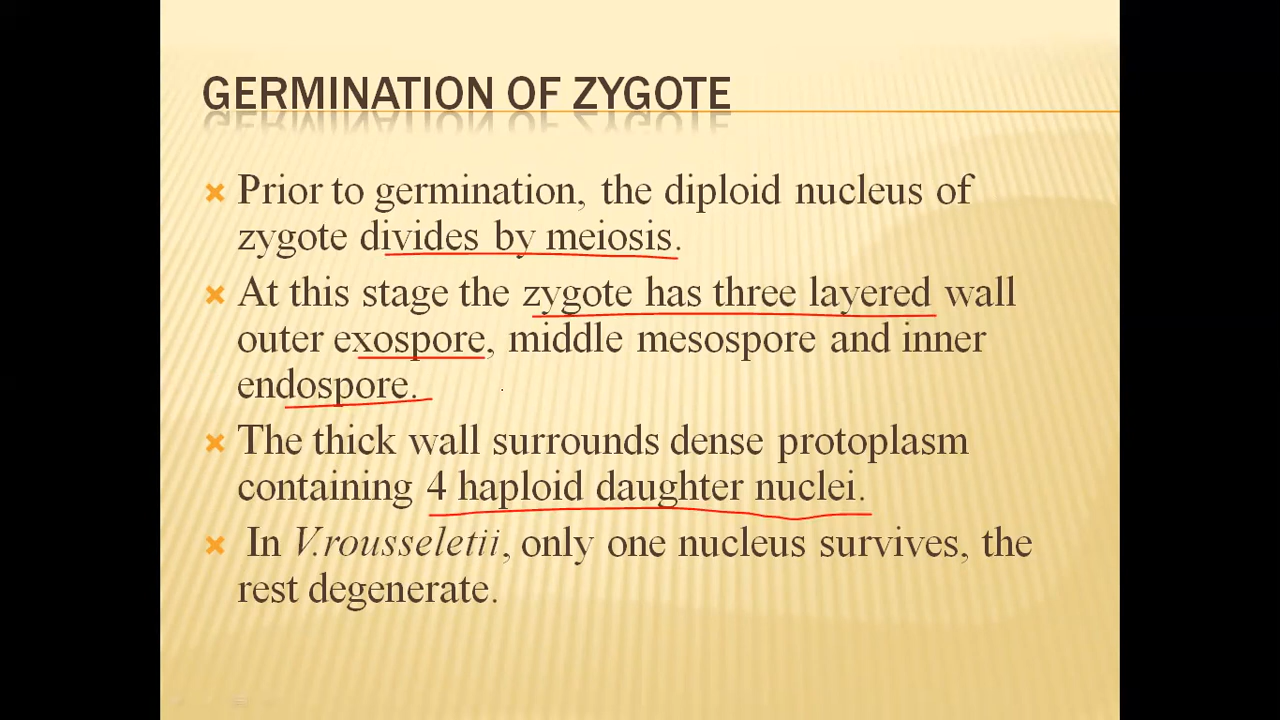 GERMINATION OF ZYGOTE
Prior to germination, the diploid nucleus of
zygote divides by meiosis.
At this stage the zygote has three layered wall
outer exospore, middle mesospore and inner
endospore.
The thick wall surrounds dense protoplasm
containing 4 haploid daughter nuclei.
In V.rousseletii, only one nucleus survives, the
rest degenerate.